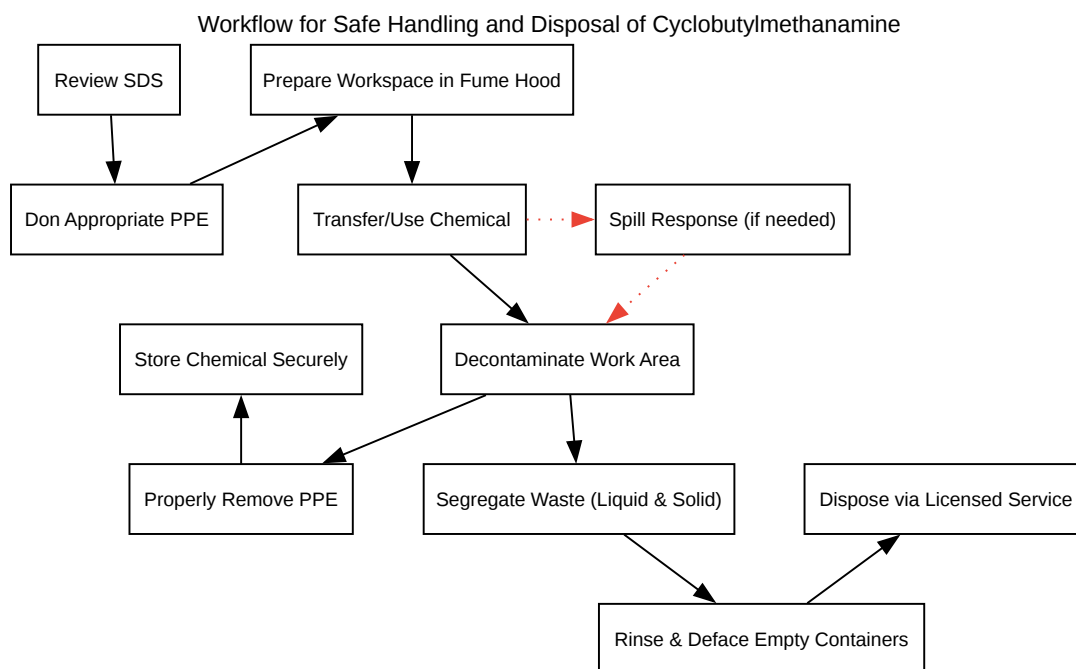 Workflow for Safe Handling and Disposal of Cyclobutylmethanamine
Review SDS
Prepare Workspace in Fume Hood
Don Appropriate PPE
Transfer/Use Chemical
Spill Response (if needed)
Store Chemical Securely
Decontaminate Work Area
Properly Remove PPE
Segregate Waste (Liquid & Solid)
Dispose via Licensed Service
Rinse & Deface Empty Containers